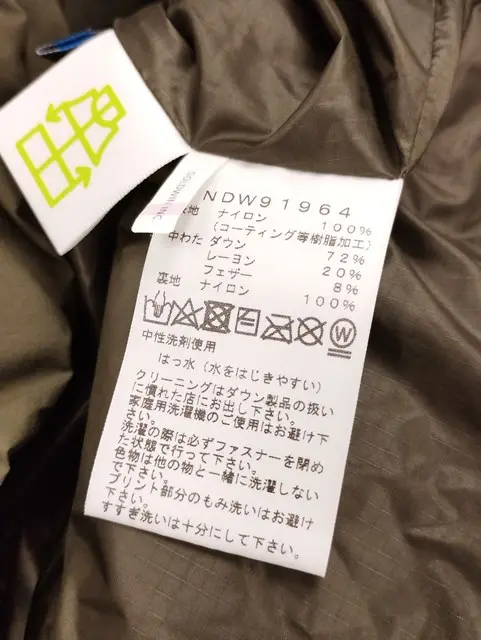 GOLDWIN INC.
NDW91964
表地 ナイロン 100%
(コーティング等樹脂加工)
中わた ダウン 72%
レーヨン 20%
フェザー 8%
裏地 ナイロン 100%
W
中性洗剤使用
はっ水(水をはじきやすい)
クリーニングはダウン製品の扱い
に慣れた店にお出し下さい。
家庭用洗濯機のご使用はお避け下
さい。
洗濯の際は必ずファスナーを閉め
た状態で行って下さい。
色物は他の物と一緒に洗濯しない
で下さい。
プリント部分のもみ洗いはお避け
下さい。
すすぎ洗いは十分にして下さい。